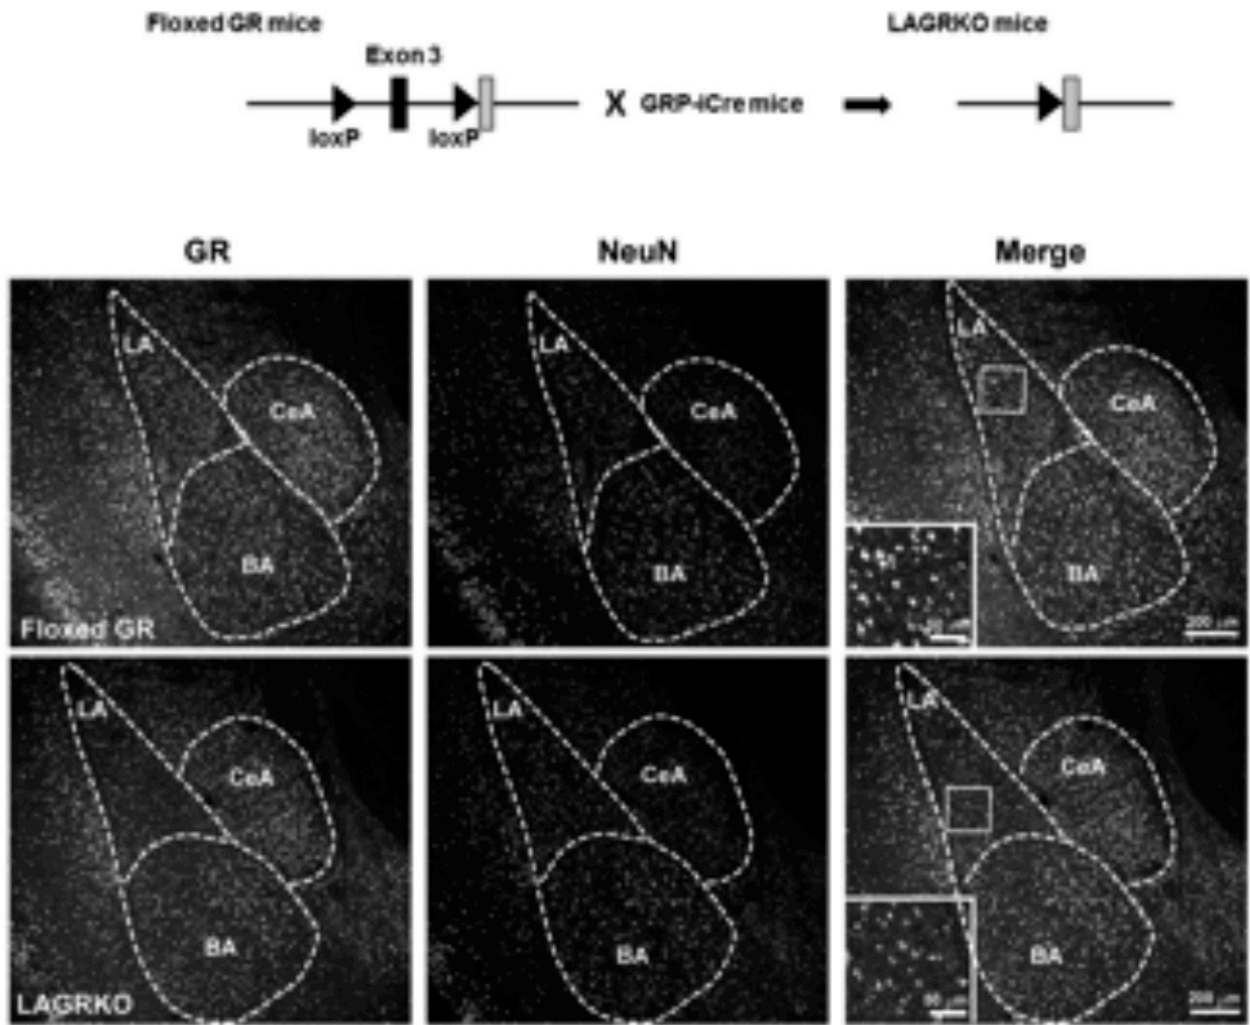 Floxed GR mice LAGRKO mice
Exon 3
X GRP-iCre mice
loxP loxP
GR NeuN Merge
LA LA LA
CeA CeA CeA
BA BA BA
Floxed GR 200 μm
LA LA LA
CeA CeA CeA
BA BA BA
LAGRKO 50 μm 200 μm